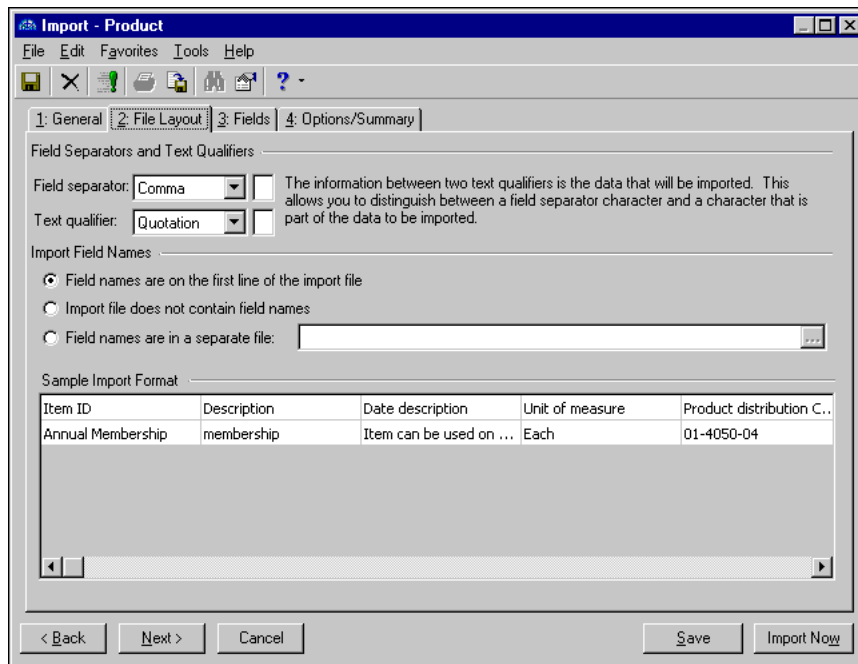 Import - Product
File Edit Favorites Tools Help
?
1: General 2: File Layout 3: Fields 4: Options/Summary
Field Separators and Text Qualifiers
Field separator: Comma
The information between two text qualifiers is the data that will be imported. This
allows you to distinguish between a field separator character and a character that is
part of the data to be imported.
Text qualifier: Quotation
Import Field Names
Field names are on the first line of the import file
Import file does not contain field names
Field names are in a separate file: ...
Sample Import Format
Item ID Description Date description Unit of measure Product distribution C...
Annual Membership membership Item can be used on ... Each 01-4050-04
< Back Next > Cancel Save Import Now